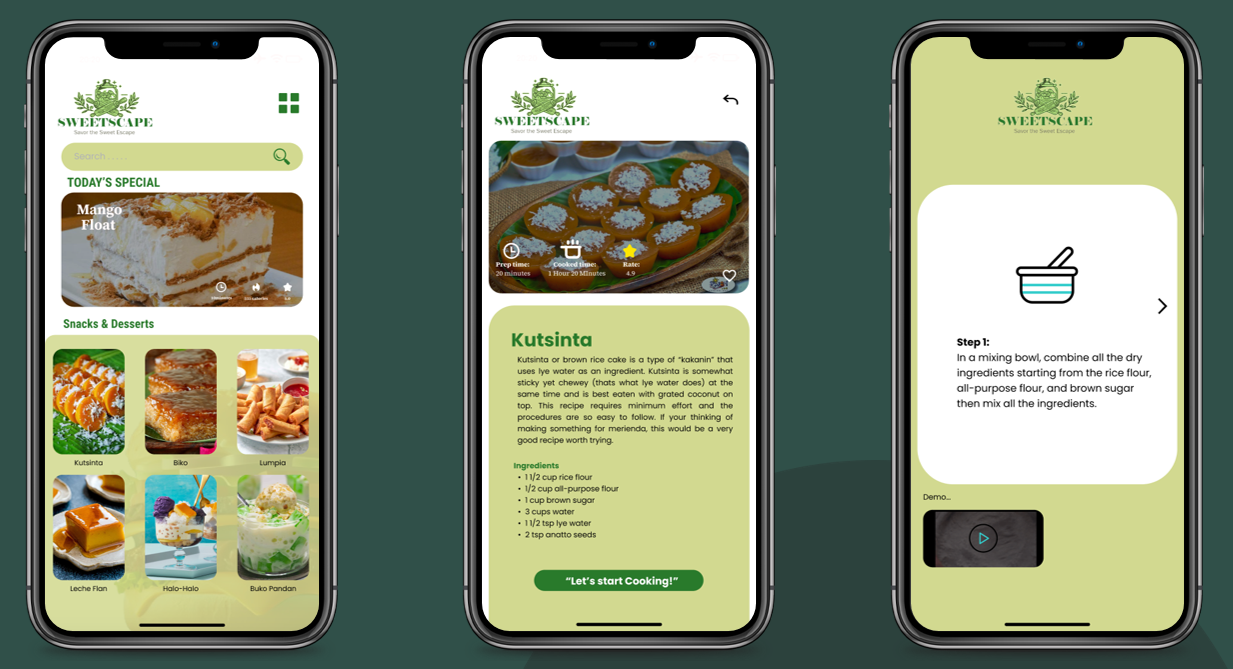 SWEETSCAPE
Savor the Sweet Escape
Search . . . . .
TODAY'S SPECIAL
Mango
Float
Snacks & Desserts
Kutsinta
Biko
Lumpia
Leche Flan
Halo-Halo
Buko Pandan
SWEETSCAPE
Savor the Sweet Escape
Prep time:
20 minutes
Cooked time:
1 Hour 20 Minutes
Rate:
4.9
Kutsinta
Kutsinta or brown rice cake is a type of "kakanin" that
uses lye water as an ingredient. Kutsinta is somewhat
sticky yet chewey (thats what lye water does) at the
same time and is best eaten with grated coconut on
top. This recipe requires minimum effort and the
procedures are so easy to follow. If your thinking of
making something for merienda, this would be a very
good recipe worth trying.
Ingredients
• 1 1/2 cup rice flour
• 1/2 cup all-purpose flour
• 1 cup brown sugar
• 3 cups water
• 1 1/2 tsp lye water
• 2 tsp anatto seeds
"Let's start Cooking!"
SWEETSCAPE
Savor the Sweet Escape
Step 1:
In a mixing bowl, combine all the dry
ingredients starting from the rice flour,
all-purpose flour, and brown sugar
then mix all the ingredients.
Demo...